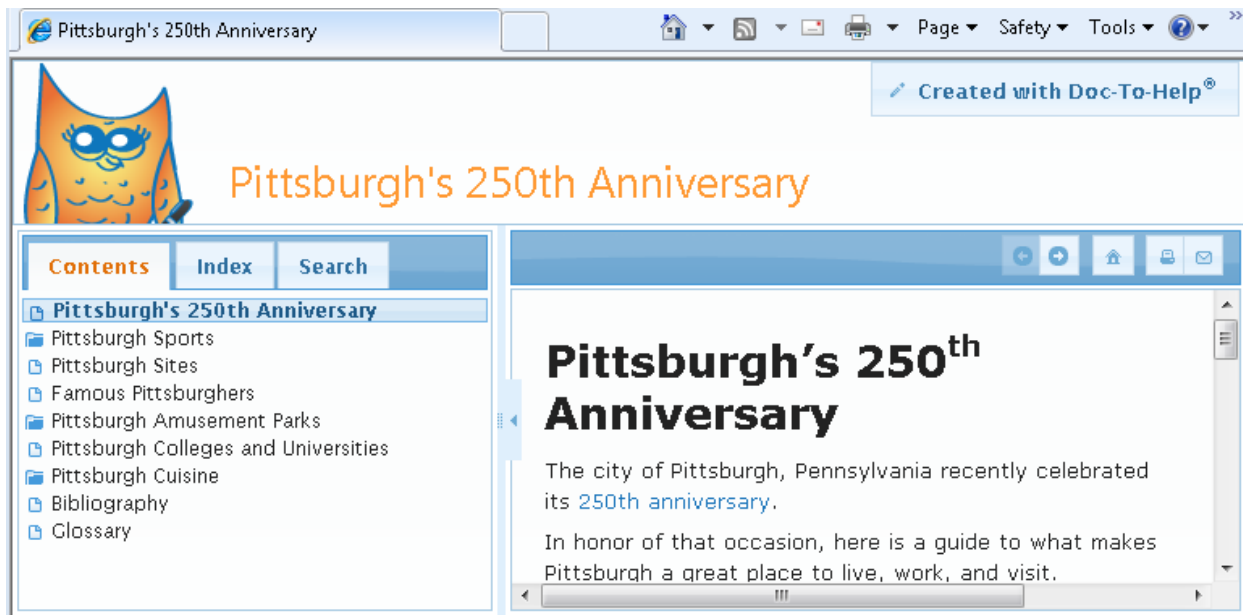 Pittsburgh's 250th Anniversary
Page Safety Tools
Created with Doc-To-Help®
Pittsburgh's 250th Anniversary
Contents Index Search
Pittsburgh's 250th Anniversary
Pittsburgh Sports
Pittsburgh Sites
Famous Pittsburghers
Pittsburgh Amusement Parks
Pittsburgh Colleges and Universities
Pittsburgh Cuisine
Bibliography
Glossary
Pittsburgh’s 250th
Anniversary
The city of Pittsburgh, Pennsylvania recently celebrated
its 250th anniversary.
In honor of that occasion, here is a guide to what makes
Pittsburgh a great place to live, work, and visit.